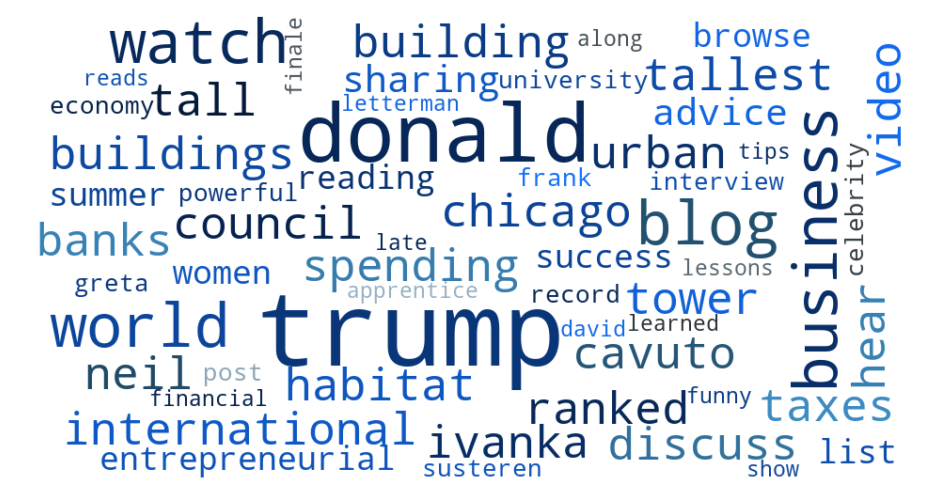 watch
finale
building
along
browse
reads
sharing
university
tallest
video
economy
tall
letterman
advice
donald
buildings
urban
tips
business
reading
frank
interview
celebrity
summer
powerful
council
chicago
blog
banks
late
spending
success
lessons
greta
women
apprentice
record
tower
hear
world
trump
david
learned
cavuto
neil
post
habitat
financial
ranked
funny
taxes
international
ivanka
discuss
list
entrepreneurial
susteren
show